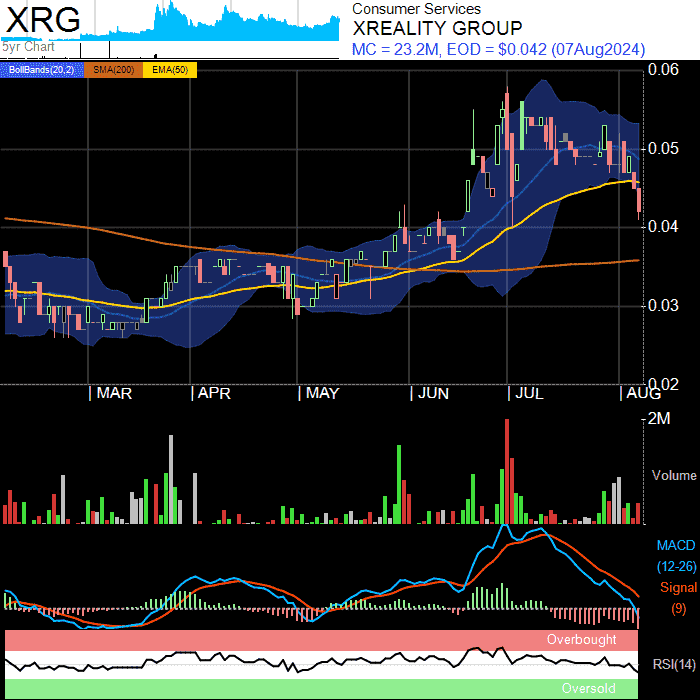 XRG
5yr Chart
Consumer Services
XREALITY GROUP
MC = 23.2M, EOD = $0.042 (07Aug2024)
BollBands(20,2) SMA(200) EMA(50)
0.06
0.05
0.04
0.03
0.02
MAR APR MAY JUN JUL AUG
2M
Volume
MACD
(12-26)
Signal
(9)
Overbought
RSI(14)
Oversold